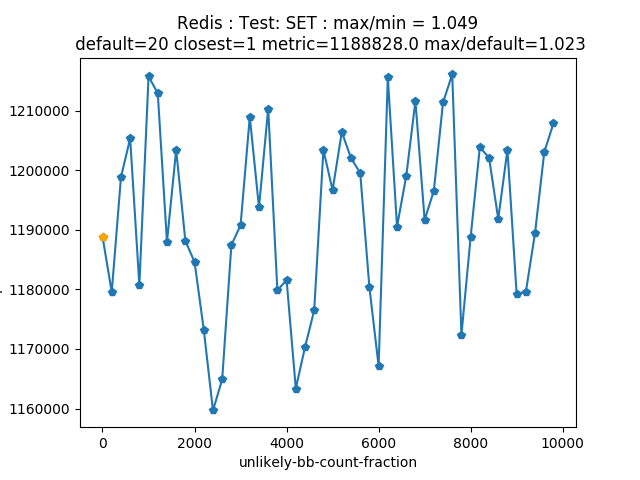 Redis : Test: SET : max/min = 1.049
default=20 closest=1 metric=1188828.0 max/default=1.023
1210000
1200000
1190000
1180000
1170000
1160000
0 2000 4000 6000 8000 10000
unlikely-bb-count-fraction